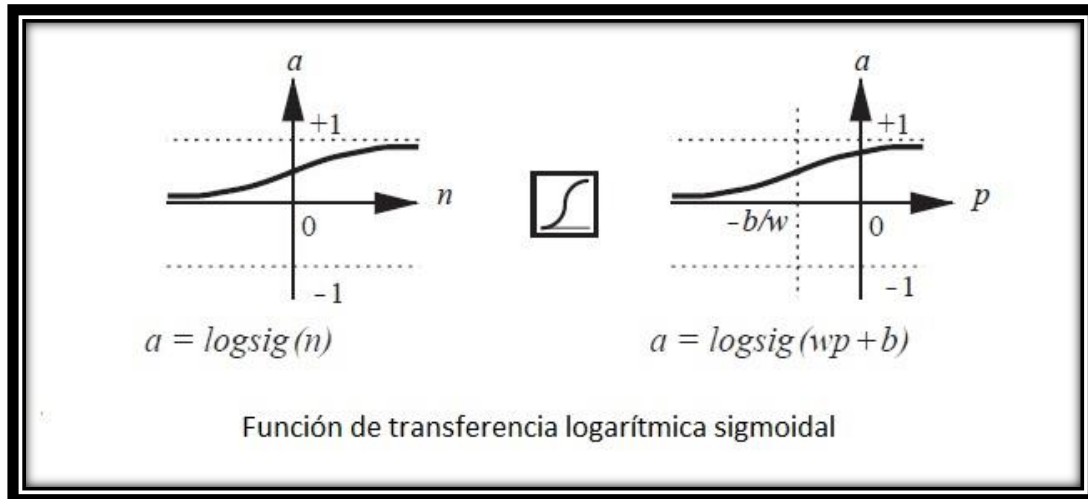 a
+1
n
0
-1
a = logsig (n)
a
+1
-b/w
p
0
-1
a = logsig (wp + b)
Función de transferencia logarítmica sigmoidal